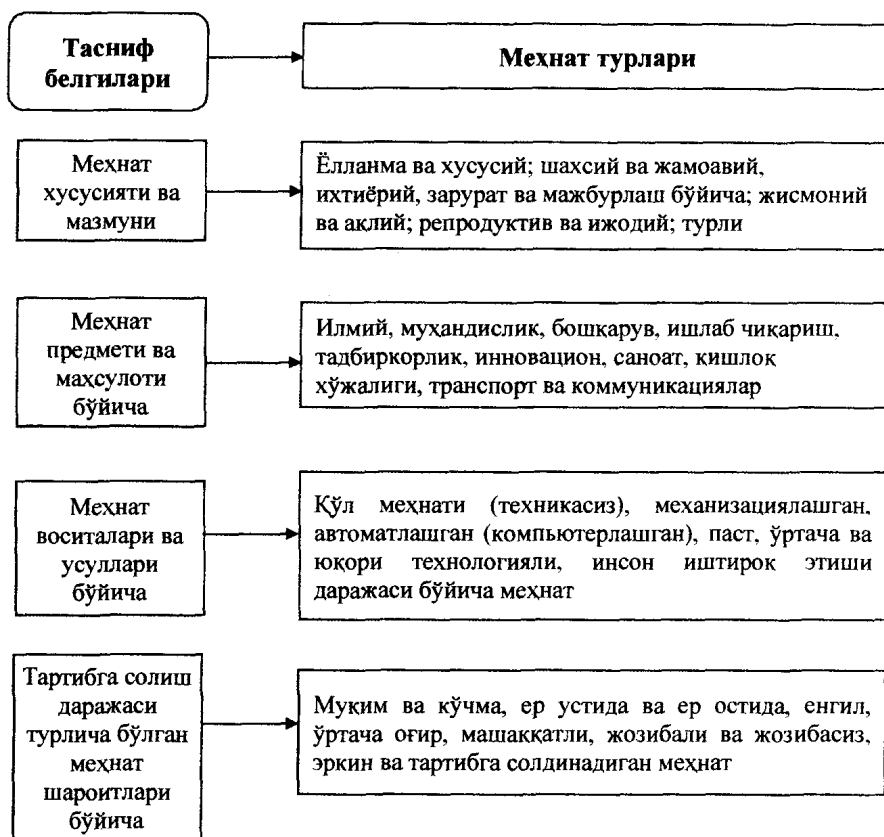 Тасниф
белгилари
Меҳнат турлари
Меҳнат
хусусияти ва
мазмуни
Ёлланма ва хусусий; шахсий ва жамоавий,
ихтиёрий, зарурат ва мажбурлаш бўйича; жисмоний
ва аклий; репродуктив ва ижодий; турли
Меҳнат
предмети ва
маҳсулоти
бўйича
Илмий, муҳандислик, бошқарув, ишлаб чиқариш,
тадбиркорлик, инновацион, саноат, қишлоқ
хўжалиги, транспорт ва коммуникациялар
Меҳнат
воситалари ва
усуллари
бўйича
Қўл меҳнати (техникасиз), механизациялашган,
автоматлашган (компьютерлашган), паст, ўртача ва
юқори технологияли, инсон иштирок этиши
даражаси бўйича меҳнат
Тартибга солиш
даражаси
турлича бўлган
меҳнат
шароитлари
бўйича
Муқим ва кўчма, ер устида ва ер остида, енгил,
ўртача оғир, машаққатли, жозибали ва жозибасиз,
эркин ва тартибга солдинадиган меҳнат